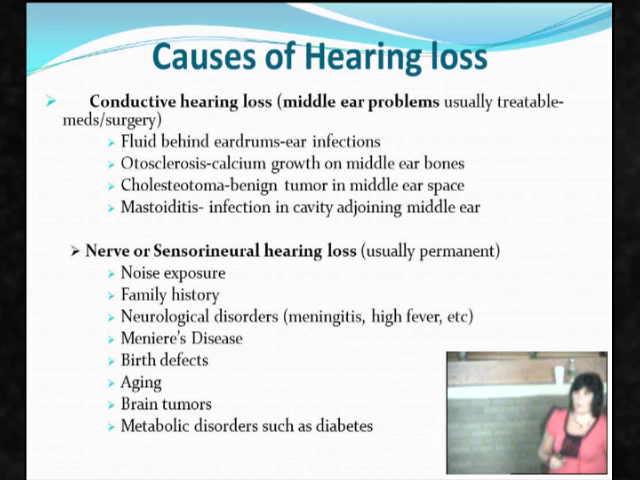 Causes of Hearing loss
Conductive hearing loss (middle ear problems usually treatable-
meds/surgery)
Fluid behind eardrums-ear infections
Otosclerosis-calcium growth on middle ear bones
Cholesteotoma-benign tumor in middle ear space
Mastoiditis- infection in cavity adjoining middle ear
Nerve or Sensorineural hearing loss (usually permanent)
Noise exposure
Family history
Neurological disorders (meningitis, high fever, etc)
Meniere's Disease
Birth defects
Aging
Brain tumors
Metabolic disorders such as diabetes